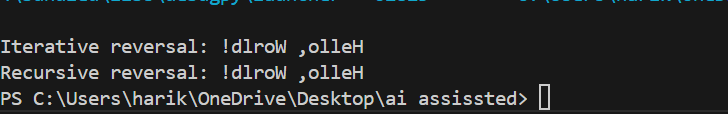 Iterative reversal: !dlroW ,olleH
Recursive reversal: !dlroW ,olleH
PS C:\Users\harik\OneDrive\Desktop\ai assissted>